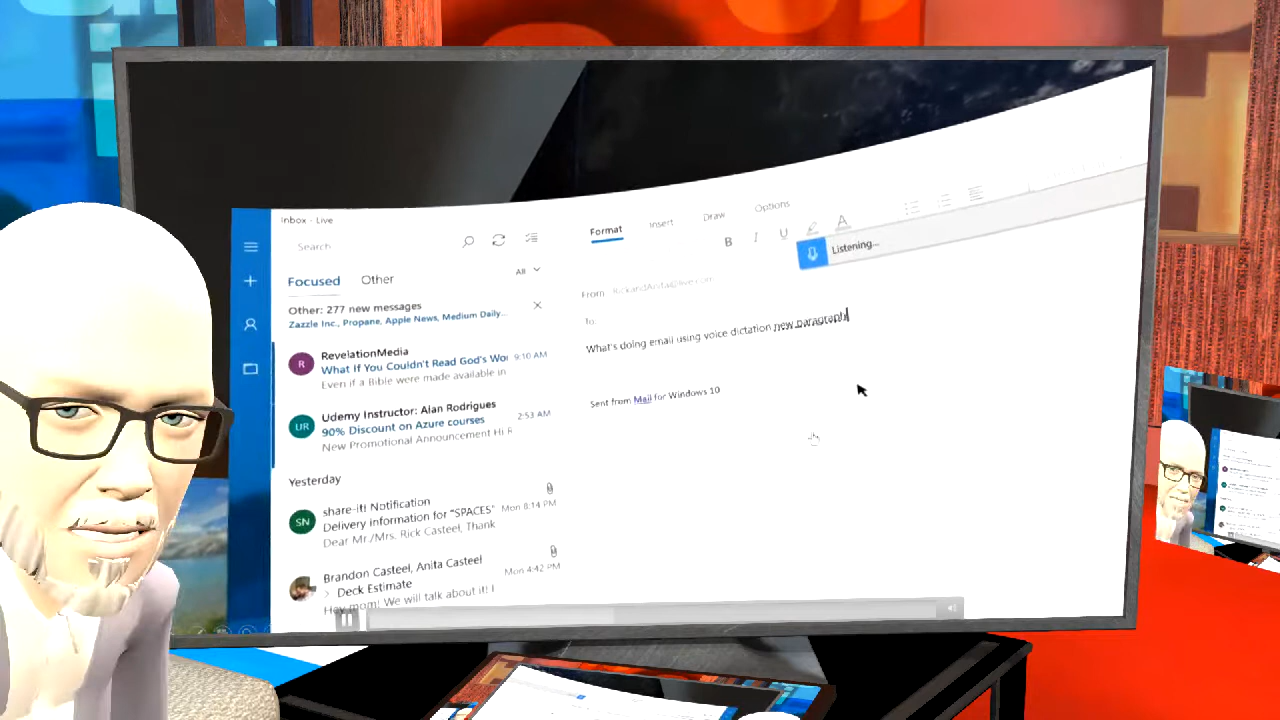 Inbox - Live
Search
Focused Other
All
Other: 277 new messages
Zazzle Inc., Propane, Apple News, Medium Daily...
R
RevelationMedia
What If You Couldn't Read God's Wo 9:10 AM
Even if a Bible were made available in
UR
Udemy Instructor: Alan Rodrigues
90% Discount on Azure courses 2:53 AM
New Promotional Announcement Hi R
Yesterday
SN
share-it! Notification
Delivery information for "SPACES" Mon 8:14 PM
Dear Mr./Mrs. Rick Casteel, Thank
Brandon Casteel, Anita Casteel
> Deck Estimate Mon 4:42 PM
Hey mom! We will talk about it! I
Format Insert Draw Options
B I U A
Listening...
From: RickandAnita@live.com
To:
What's doing email using voice dictation new paragraph
Sent from Mail for Windows 10